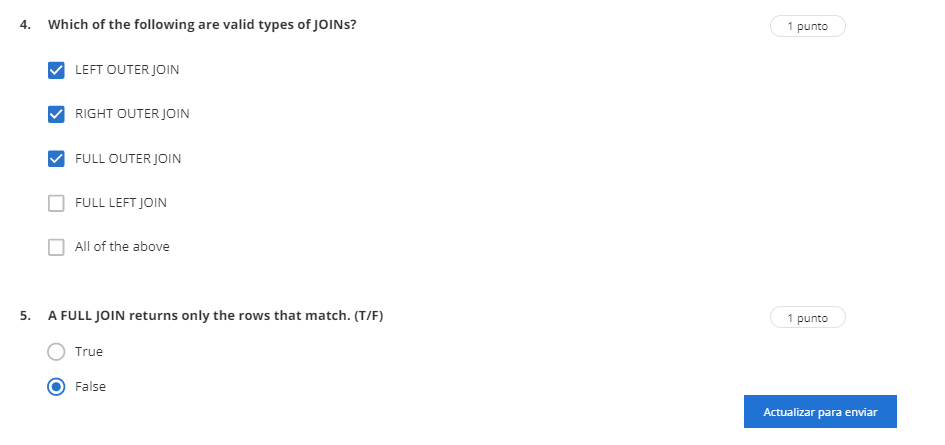 4. Which of the following are valid types of JOINs?
1 punto
LEFT OUTER JOIN
RIGHT OUTER JOIN
FULL OUTER JOIN
FULL LEFT JOIN
All of the above
5. A FULL JOIN returns only the rows that match. (T/F)
1 punto
True
False
Actualizar para enviar